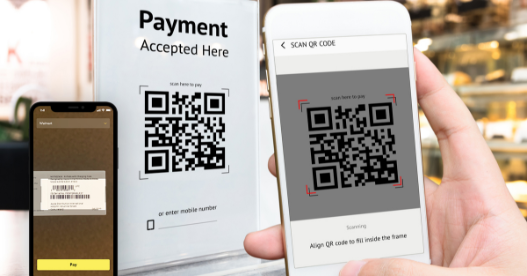 Payment
Accepted Here
scan here to pay
or enter mobile number
SCAN QR CODE
scan here to pay
Scanning
Align QR code to fill inside the frame
Pay